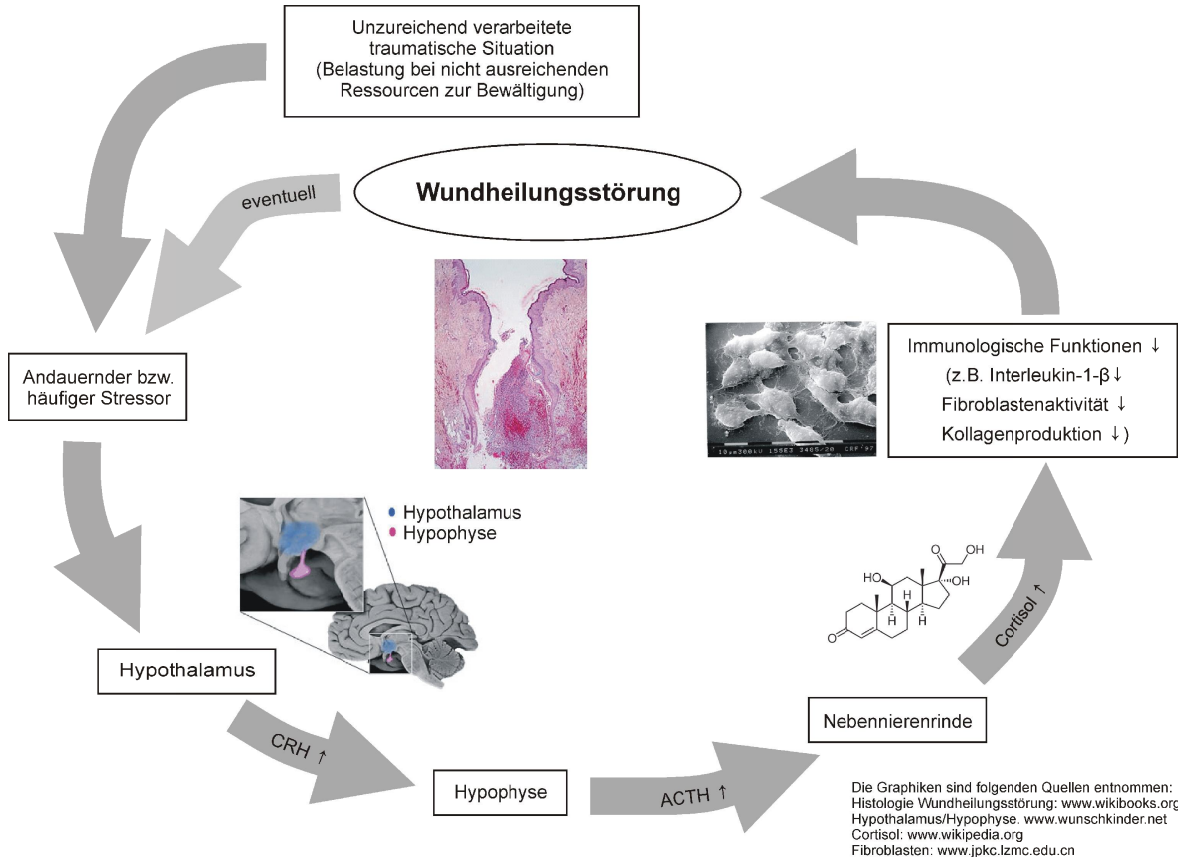 Unzureichend verarbeitete
traumatische Situation
(Belastung bei nicht ausreichenden
Ressourcen zur Bewältigung)
eventuell
Wundheilungsstörung
Andauernder bzw.
häufiger Stressor
Immunologische Funktionen ↓
(z.B. Interleukin-1-β↓
Fibroblastenaktivität ↓
Kollagenproduktion ↓)
Hypothalamus
Hypophyse
O
OH
HO
OH
H
H
H
O
Cortisol ↑
Hypothalamus
CRH ↑
Hypophyse
ACTH ↑
Nebennierenrinde
Die Graphiken sind folgenden Quellen entnommen:
Histologie Wundheilungsstörung: www.wikibooks.org
Hypothalamus/Hypophyse. www.wunschkinder.net
Cortisol: www.wikipedia.org
Fibroblasten: www.jpkc.lzmc.edu.cn